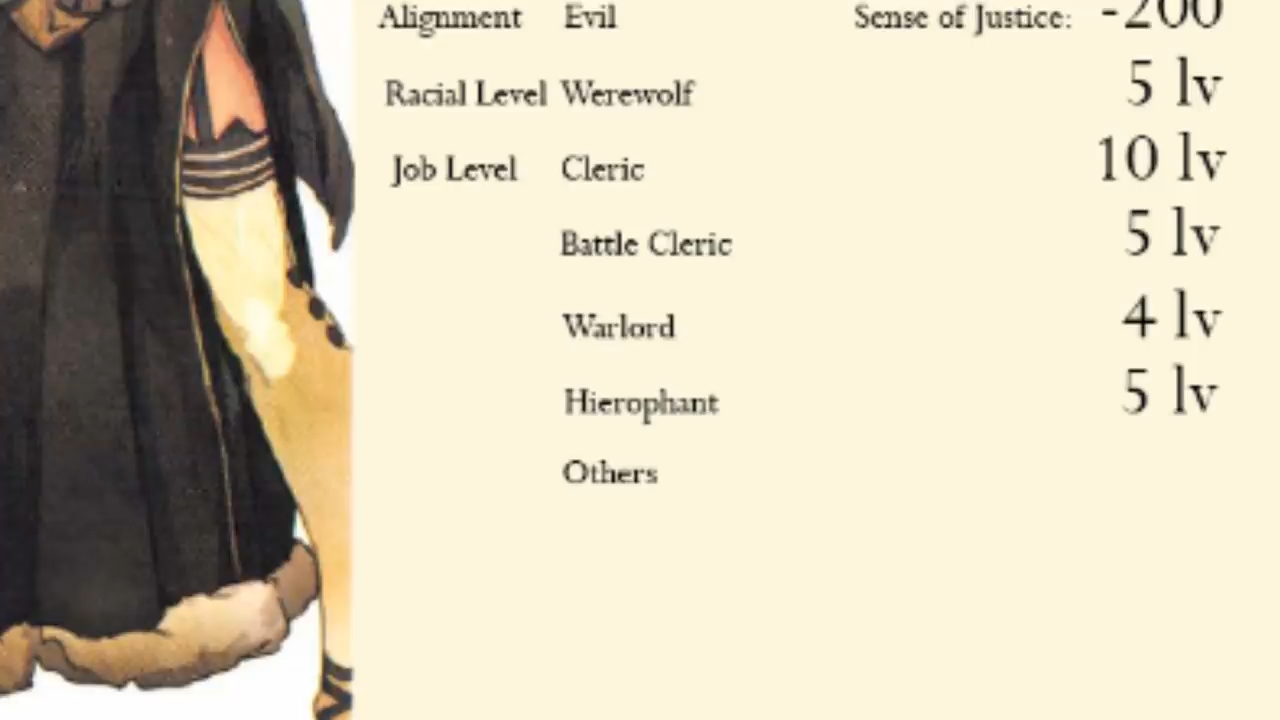 Alignment Evil Sense of Justice: -200
Racial Level Werewolf 5 lv
Job Level Cleric 10 lv
Battle Cleric 5 lv
Warlord 4 lv
Hierophant 5 lv
Others